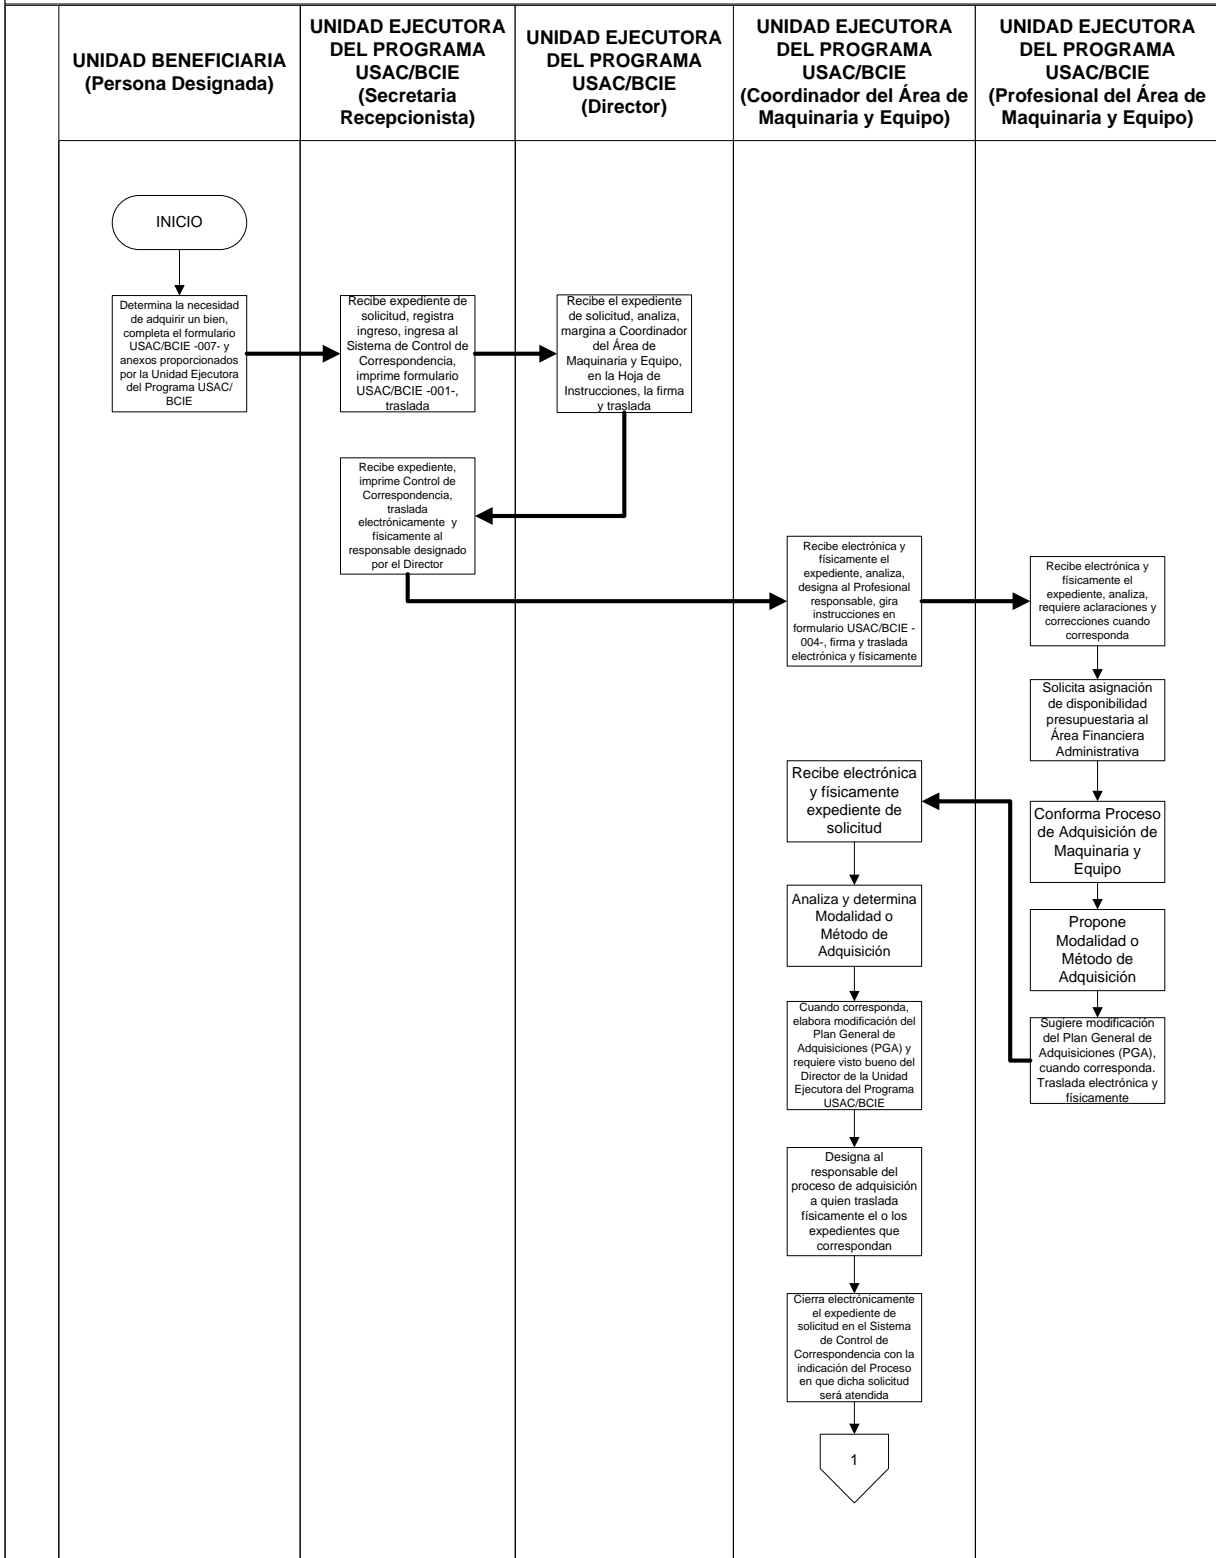 UNIDAD BENEFICIARIA
(Persona Designada)
UNIDAD EJECUTORA
DEL PROGRAMA
USAC/BCIE
(Secretaria
Recepcionista)
UNIDAD EJECUTORA
DEL PROGRAMA
USAC/BCIE
(Director)
UNIDAD EJECUTORA
DEL PROGRAMA
USAC/BCIE
(Coordinador del Área de
Maquinaria y Equipo)
UNIDAD EJECUTORA
DEL PROGRAMA
USAC/BCIE
(Profesional del Área de
Maquinaria y Equipo)
INICIO
Determina la necesidad
de adquirir un bien,
completa el formulario
USAC/BCIE -007- y
anexos proporcionados
por la Unidad Ejecutora
del Programa USAC/
BCIE
Recibe expediente de
solicitud, registra
ingreso, ingresa al
Sistema de Control de
Correspondencia,
imprime formulario
USAC/BCIE -001-,
traslada
Recibe el expediente
de solicitud, analiza,
margina a Coordinador
del Área de
Maquinaria y Equipo,
en la Hoja de
Instrucciones, la firma
y traslada
Recibe expediente,
imprime Control de
Correspondencia,
traslada
electrónicamente y
físicamente al
responsable designado
por el Director
Recibe electrónica y
físicamente el
expediente, analiza,
designa al Profesional
responsable, gira
instrucciones en
formulario USAC/BCIE -
004-, firma y traslada
electrónica y físicamente
Recibe electrónica y
físicamente el
expediente, analiza,
requiere aclaraciones y
correcciones cuando
corresponda
Solicita asignación
de disponibilidad
presupuestaria al
Área Financiera
Administrativa
Conforma Proceso
de Adquisición de
Maquinaria y
Equipo
Propone
Modalidad o
Método de
Adquisición
Sugiere modificación
del Plan General de
Adquisiciones (PGA),
cuando corresponda.
Traslada electrónica y
físicamente
Recibe electrónica
y físicamente
expediente de
solicitud
Analiza y determina
Modalidad o
Método de
Adquisición
Cuando corresponda,
elabora modificación del
Plan General de
Adquisiciones (PGA) y
requiere visto bueno del
Director de la Unidad
Ejecutora del Programa
USAC/BCIE
Designa al
responsable del
proceso de adquisición
a quien traslada
físicamente el o los
expedientes que
correspondan
Cierra electrónicamente
el expediente de
solicitud en el Sistema
de Control de
Correspondencia con la
indicación del Proceso
en que dicha solicitud
será atendida
1